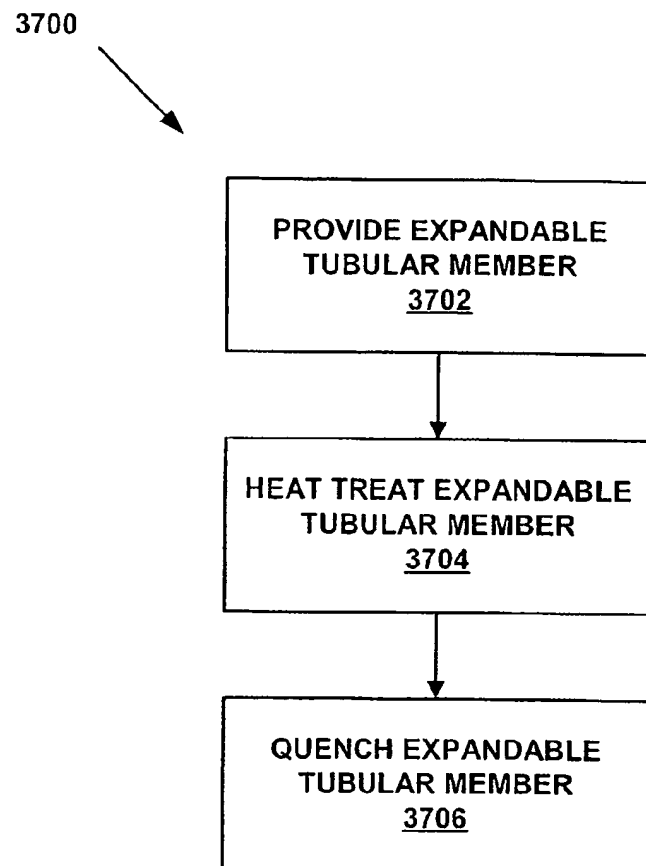 3700
PROVIDE EXPANDABLE
TUBULAR MEMBER
3702
HEAT TREAT EXPANDABLE
TUBULAR MEMBER
3704
QUENCH EXPANDABLE
TUBULAR MEMBER
3706